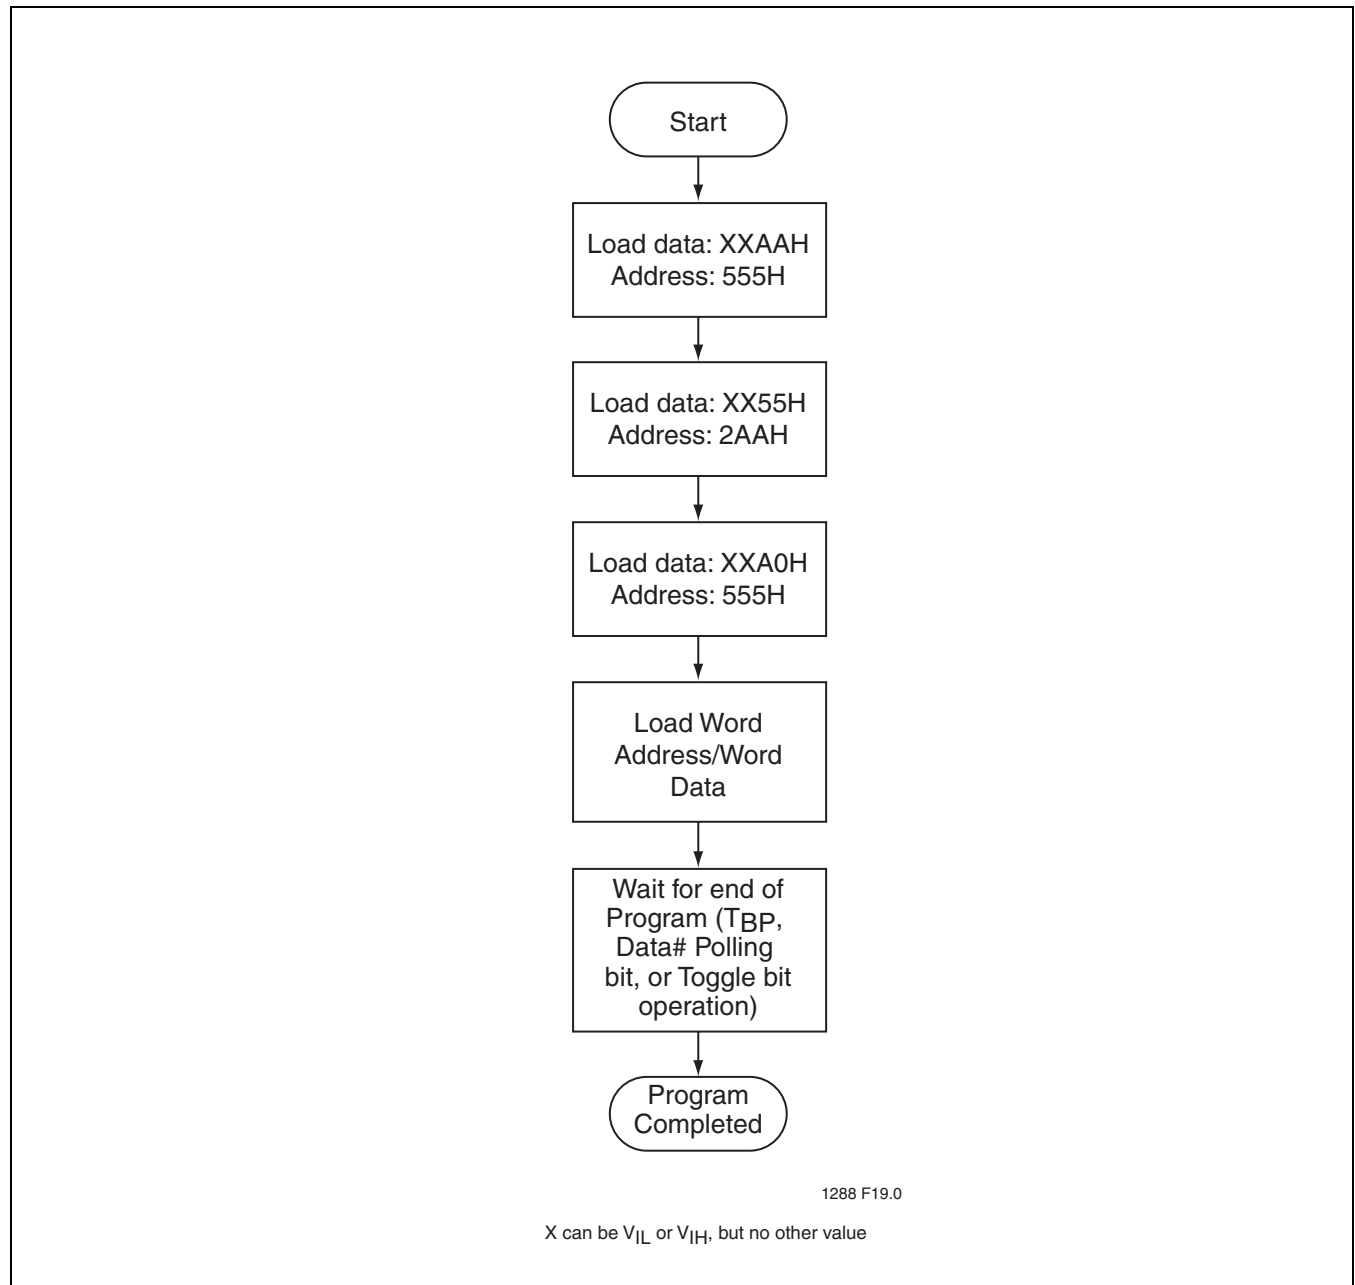 Start
Load data: XXAAH
Address: 555H
Load data: XX55H
Address: 2AAH
Load data: XXA0H
Address: 555H
Load Word
Address/Word
Data
Wait for end of
Program (TBP,
Data# Polling
bit, or Toggle bit
operation)
Program
Completed
1288 F19.0
X can be VIL or VIH, but no other value